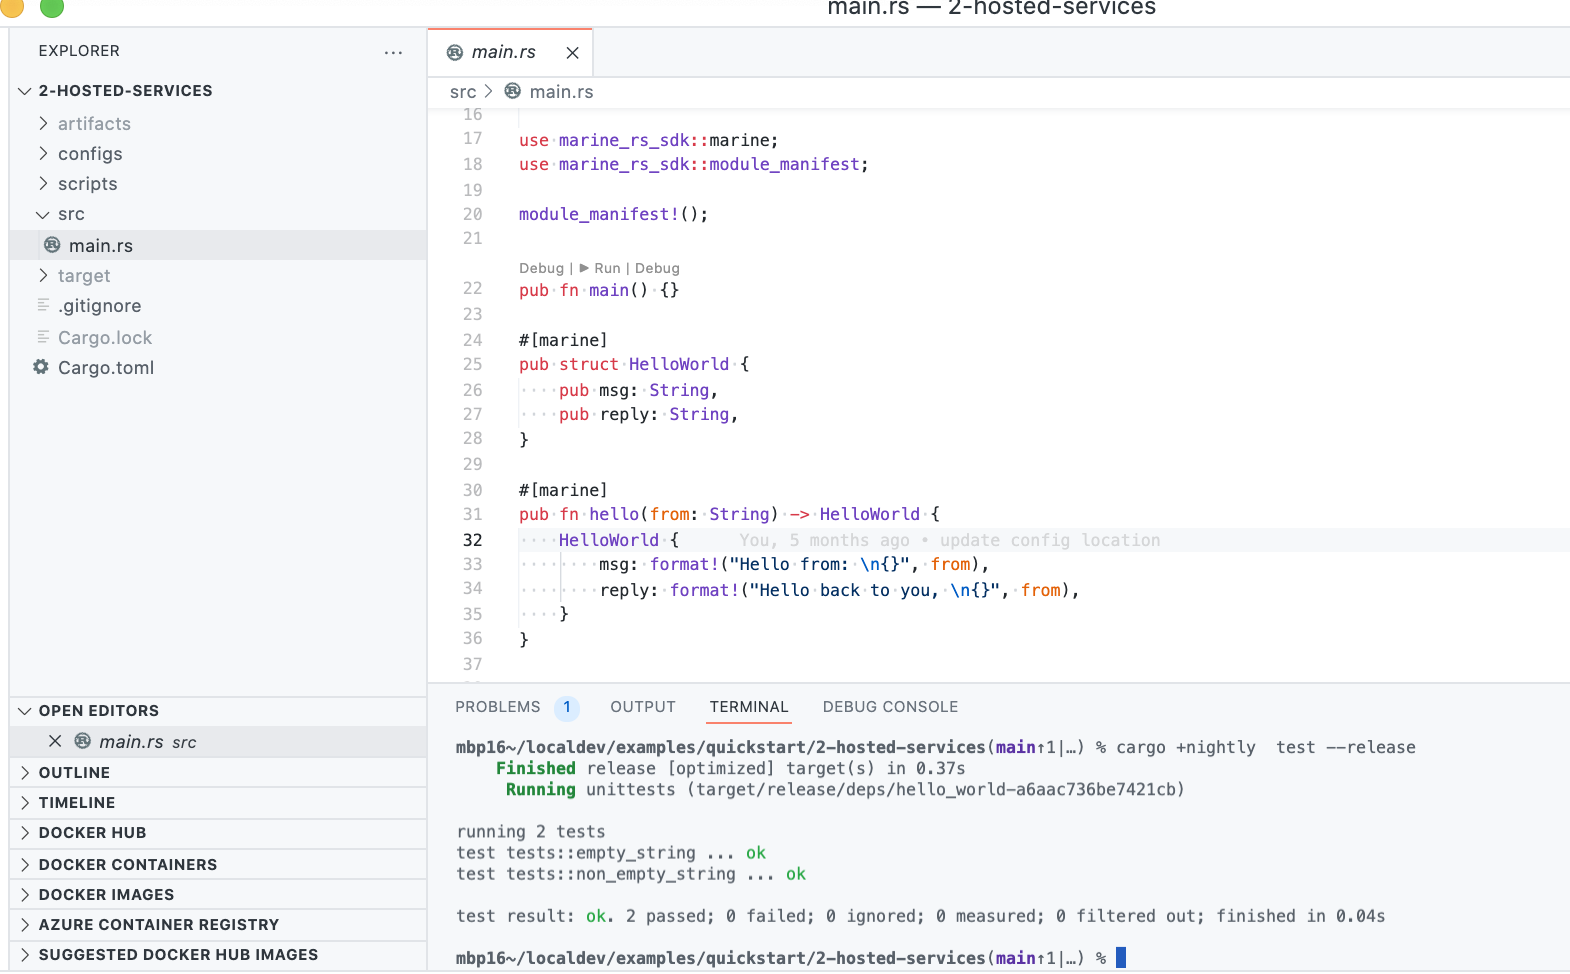 main.rs — 2-hosted-services
EXPLORER ···
2-HOSTED-SERVICES
artifacts
configs
scripts
src
main.rs
target
.gitignore
Cargo.lock
Cargo.toml
OPEN EDITORS
main.rs src
OUTLINE
TIMELINE
DOCKER HUB
DOCKER CONTAINERS
DOCKER IMAGES
AZURE CONTAINER REGISTRY
SUGGESTED DOCKER HUB IMAGES
main.rs
src > main.rs
16
17 use marine_rs_sdk::marine;
18 use marine_rs_sdk::module_manifest;
19
20 module_manifest!();
21
Debug | ▶ Run | Debug
22 pub fn main() {}
23
24 #[marine]
25 pub struct HelloWorld {
26 ····pub msg: String,
27 ····pub reply: String,
28 }
29
30 #[marine]
31 pub fn hello(from: String) -> HelloWorld {
32 ····HelloWorld { You, 5 months ago • update config location
33 ········msg: format!("Hello from: \n{}", from),
34 ········reply: format!("Hello back to you, \n{}", from),
35 ····}
36 }
37
PROBLEMS 1 OUTPUT TERMINAL DEBUG CONSOLE
mbp16~/localdev/examples/quickstart/2-hosted-services(main↑1|…) % cargo +nightly  test --release
Finished release [optimized] target(s) in 0.37s
Running unittests (target/release/deps/hello_world-a6aac736be7421cb)
running 2 tests
test tests::empty_string ... ok
test tests::non_empty_string ... ok
test result: ok. 2 passed; 0 failed; 0 ignored; 0 measured; 0 filtered out; finished in 0.04s
mbp16~/localdev/examples/quickstart/2-hosted-services(main↑1|…) %